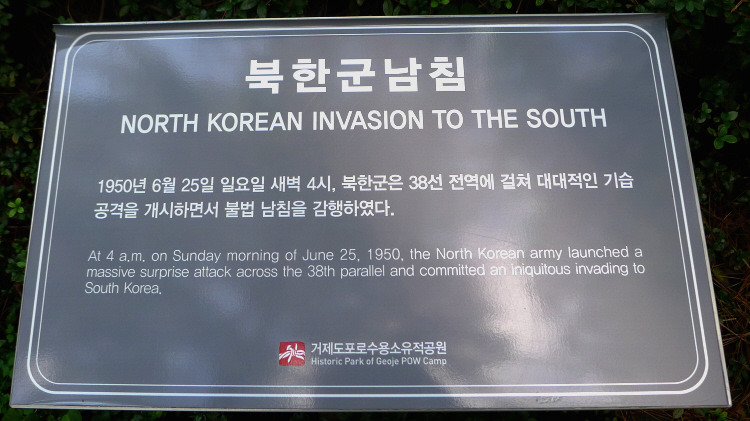 북한군남침
NORTH KOREAN INVASION TO THE SOUTH
1950년 6월 25일 일요일 새벽 4시, 북한군은 38선 전역에 걸쳐 대대적인 기습
공격을 개시하면서 불법 남침을 감행하였다.
At 4 a.m. on Sunday morning of June 25, 1950, the North Korean army launched a
massive surprise attack across the 38th parallel and committed an iniquitous invading to
South Korea.
거제도포로수용소유적공원
Historic Park of Geoje POW Camp